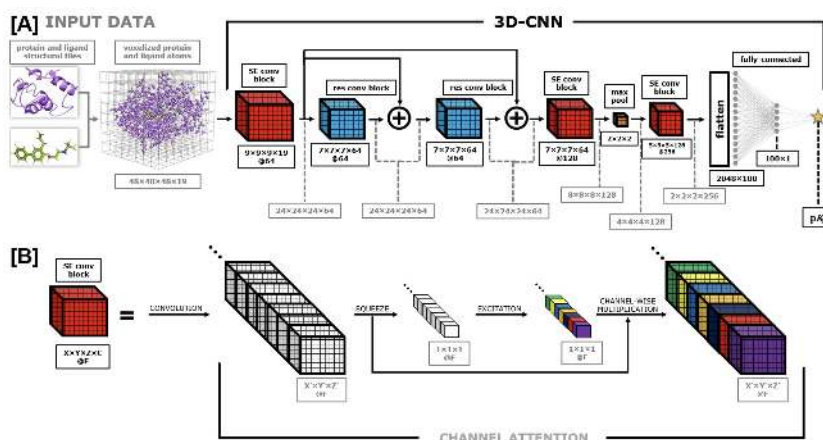 [A] INPUT DATA
3D-CNN
protein and ligand
structural files
voxelized protein
and ligand atoms
SE conv
block
res conv block
res conv block
SE conv
block
max
pool
SE conv
block
fully connected
flatten
9×9×9×19
@64
7×7×7×64
@64
7×7×7×64
@64
7×7×7×64
@128
2×2×2
100×1
2048×100
24×24×24×64
24×24×24×64
24×24×24×64
8×8×8×128
4×4×4×128
2×2×2×256
[B]
SE conv
block
=
CONVOLUTION
SQUEEZE
EXCITATION
CHANNEL-WISE
MULTIPLICATION
1×1×1
@F
1×1×1
@F
CHANNEL ATTENTION